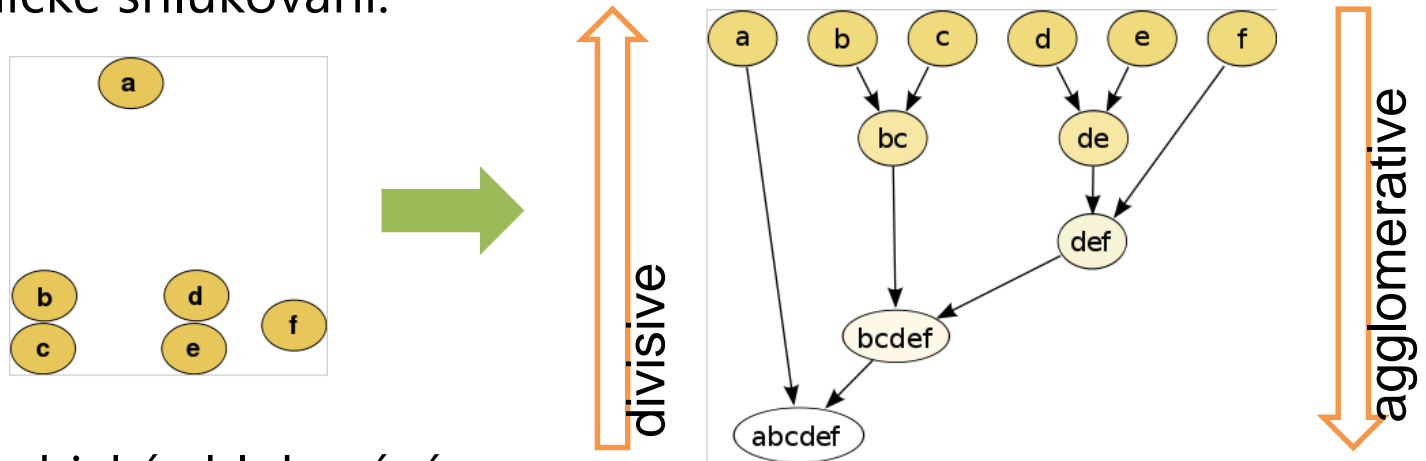 a
b
c
d
e
f
divisive
a b c d e f
bc de
def
bcdef
abcdef
agglomerative